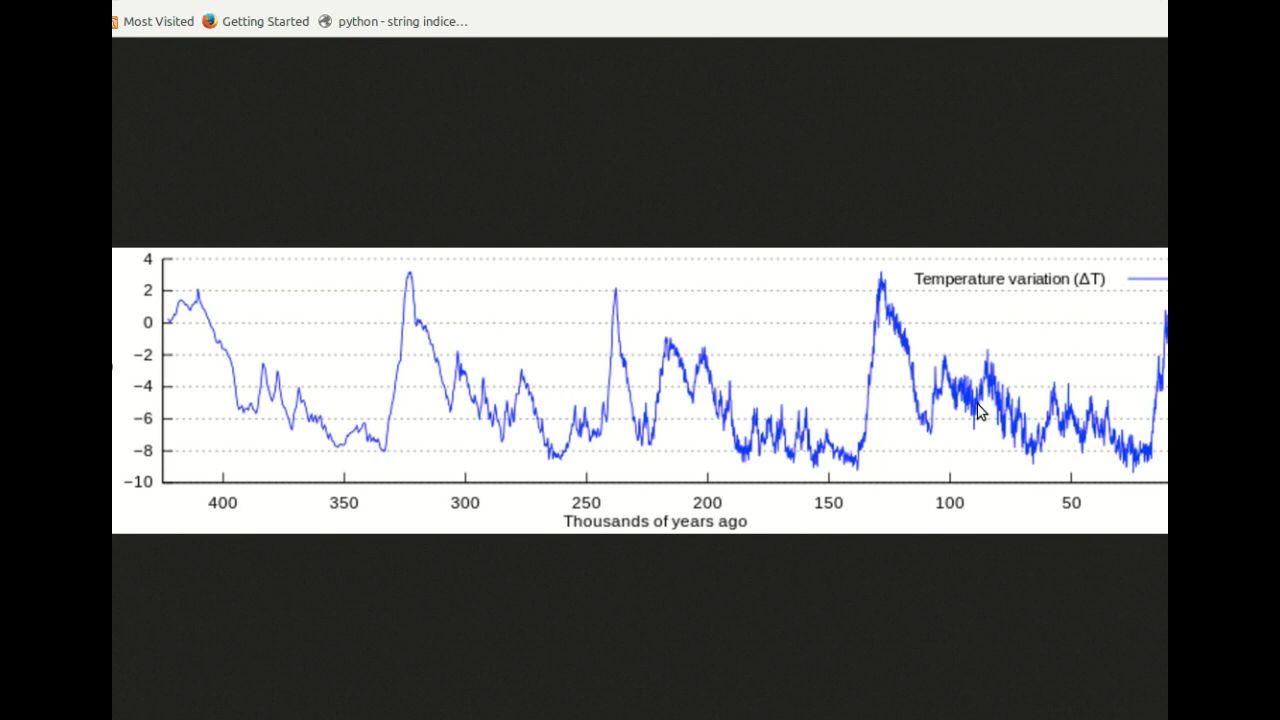 Most Visited Getting Started python - string indice...
4
2
0
−2
−4
−6
−8
−10
Temperature variation (ΔT)
400 350 300 250 200 150 100 50
Thousands of years ago